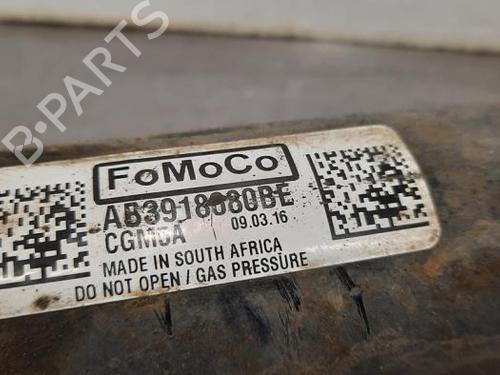 B-PARTS
FoMoCo
AB3918080BE
CGM5A 09.03.16
MADE IN SOUTH AFRICA
DO NOT OPEN / GAS PRESSURE